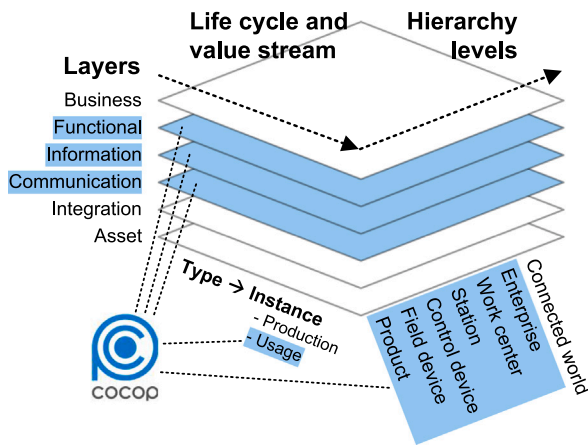 Life cycle and
value stream
Hierarchy
levels
Layers
Business
Functional
Information
Communication
Integration
Asset
Type → Instance
- Production
- Usage
Connected world
Enterprise
Work center
Station
Control device
Field device
Product
cocop